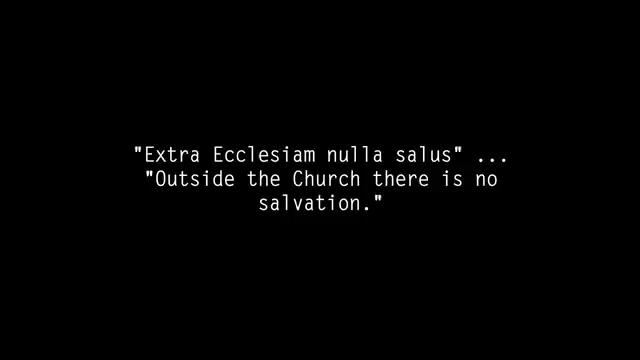 "Extra Ecclesiam nulla salus" ...
"Outside the Church there is no
salvation."